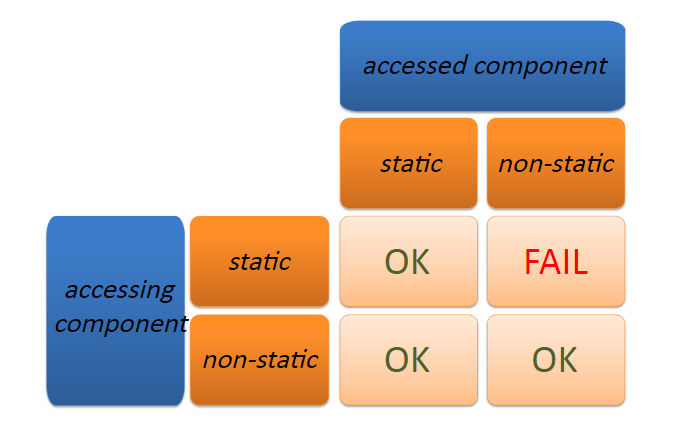 accessed component
static
non-static
accessing
component
static
OK
FAIL
non-static
OK
OK